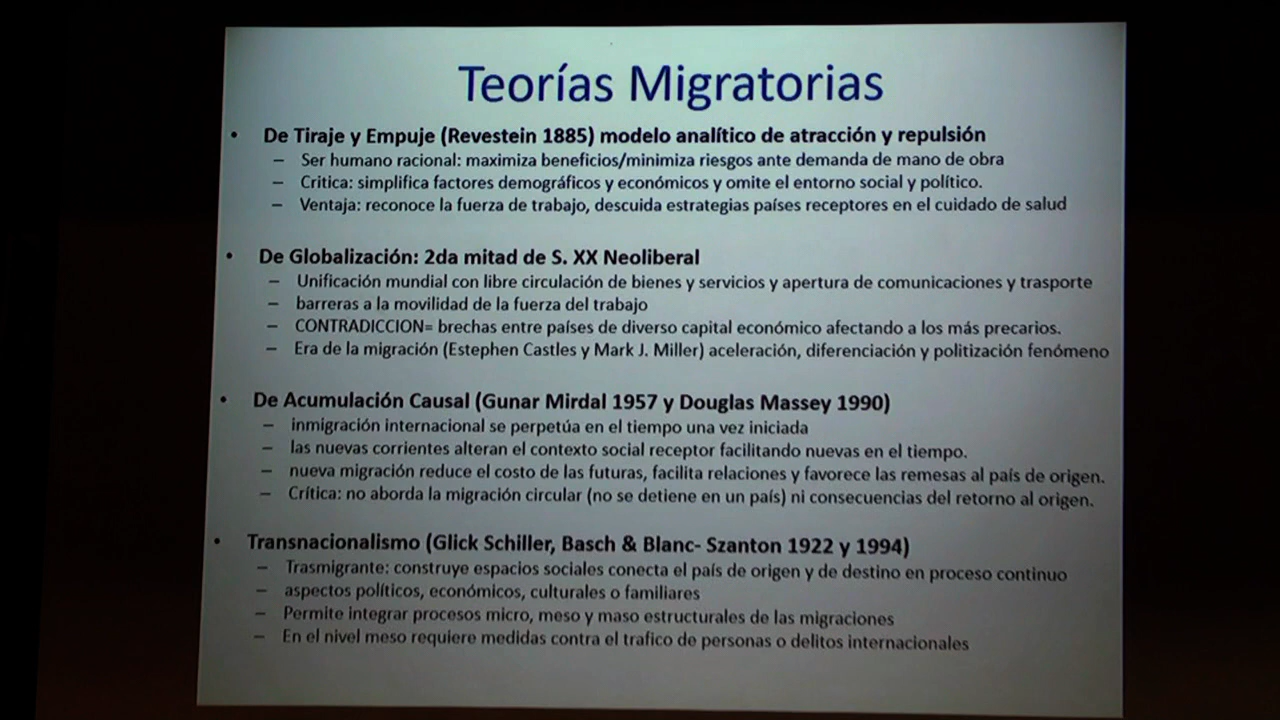 Teorías Migratorias
• De Tiraje y Empuje (Revestein 1885) modelo analítico de atracción y repulsión
– Ser humano racional: maximiza beneficios/minimiza riesgos ante demanda de mano de obra
– Critica: simplifica factores demográficos y económicos y omite el entorno social y político.
– Ventaja: reconoce la fuerza de trabajo, descuida estrategias países receptores en el cuidado de salud
• De Globalización: 2da mitad de S. XX Neoliberal
– Unificación mundial con libre circulación de bienes y servicios y apertura de comunicaciones y trasporte
– barreras a la movilidad de la fuerza del trabajo
– CONTRADICCION= brechas entre países de diverso capital económico afectando a los más precarios.
– Era de la migración (Estephen Castles y Mark J. Miller) aceleración, diferenciación y politización fenómeno
• De Acumulación Causal (Gunar Mirdal 1957 y Douglas Massey 1990)
– inmigración internacional se perpetúa en el tiempo una vez iniciada
– las nuevas corrientes alteran el contexto social receptor facilitando nuevas en el tiempo.
– nueva migración reduce el costo de las futuras, facilita relaciones y favorece las remesas al país de origen.
– Crítica: no aborda la migración circular (no se detiene en un país) ni consecuencias del retorno al origen.
• Transnacionalismo (Glick Schiller, Basch & Blanc- Szanton 1922 y 1994)
– Trasmigrante: construye espacios sociales conecta el país de origen y de destino en proceso continuo
– aspectos políticos, económicos, culturales o familiares
– Permite integrar procesos micro, meso y maso estructurales de las migraciones
– En el nivel meso requiere medidas contra el trafico de personas o delitos internacionales